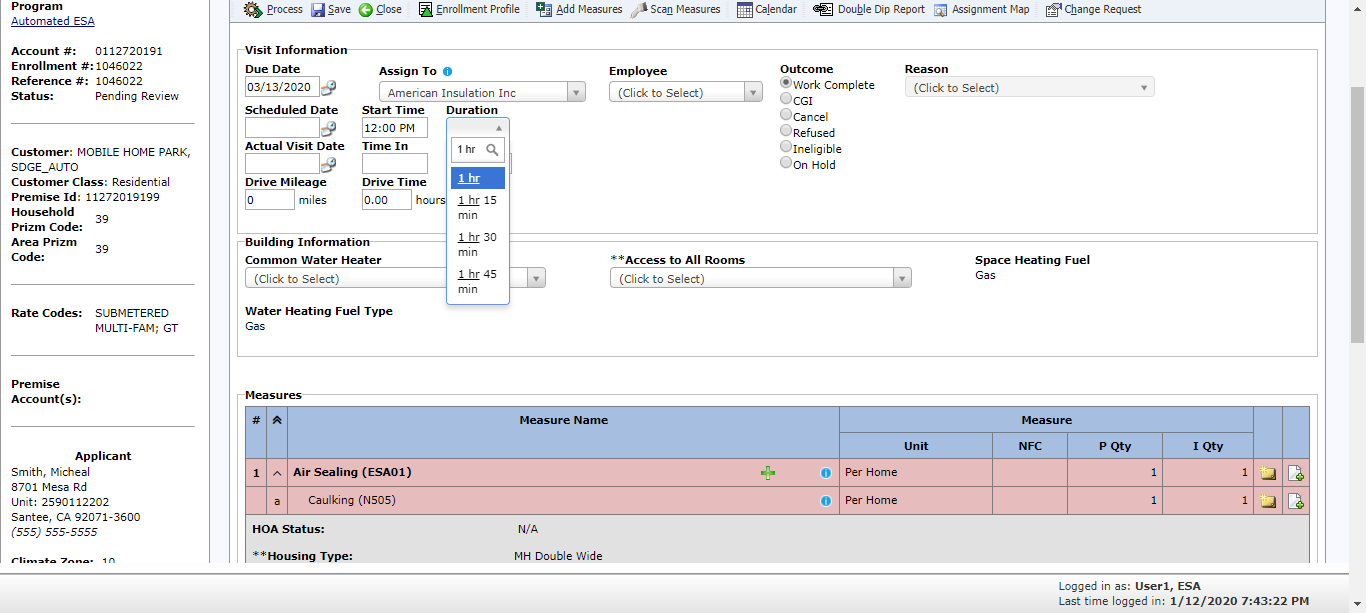 Program
Automated ESA
Account #: 0112720191
Enrollment #: 1046022
Reference #: 1046022
Status: Pending Review
Customer: MOBILE HOME PARK,
SDGE_AUTO
Customer Class: Residential
Premise Id: 11272019199
Household
Prizm Code: 39
Area Prizm
Code: 39
Rate Codes: SUBMETERED
MULTI-FAM; GT
Premise
Account(s):
Applicant
Smith, Micheal
8701 Mesa Rd
Unit: 2590112202
Santee, CA 92071-3600
(555) 555-5555
Climate Zone: 10
Process Save Close Enrollment Profile Add Measures Scan Measures Calendar Double Dip Report Assignment Map Change Request
Visit Information
Due Date Assign To Employee Outcome Reason
03/13/2020 American Insulation Inc (Click to Select) Work Complete (Click to Select)
CGI
Scheduled Date Start Time Duration Cancel
12:00 PM Refused
Actual Visit Date Time In 1 hr Ineligible
On Hold
1 hr
Drive Mileage Drive Time
0 miles 0.00 hours
1 hr 15
min
1 hr 30
min
1 hr 45
min
Building Information
Common Water Heater **Access to All Rooms Space Heating Fuel
(Click to Select) (Click to Select) Gas
Water Heating Fuel Type
Gas
Measures
# Measure Name Measure
Unit NFC P Qty I Qty
1 Air Sealing (ESA01) Per Home 1 1
a Caulking (N505) Per Home 1 1
HOA Status: N/A
**Housing Type: MH Double Wide
Logged in as: User1, ESA
Last time logged in: 1/12/2020 7:43:22 PM